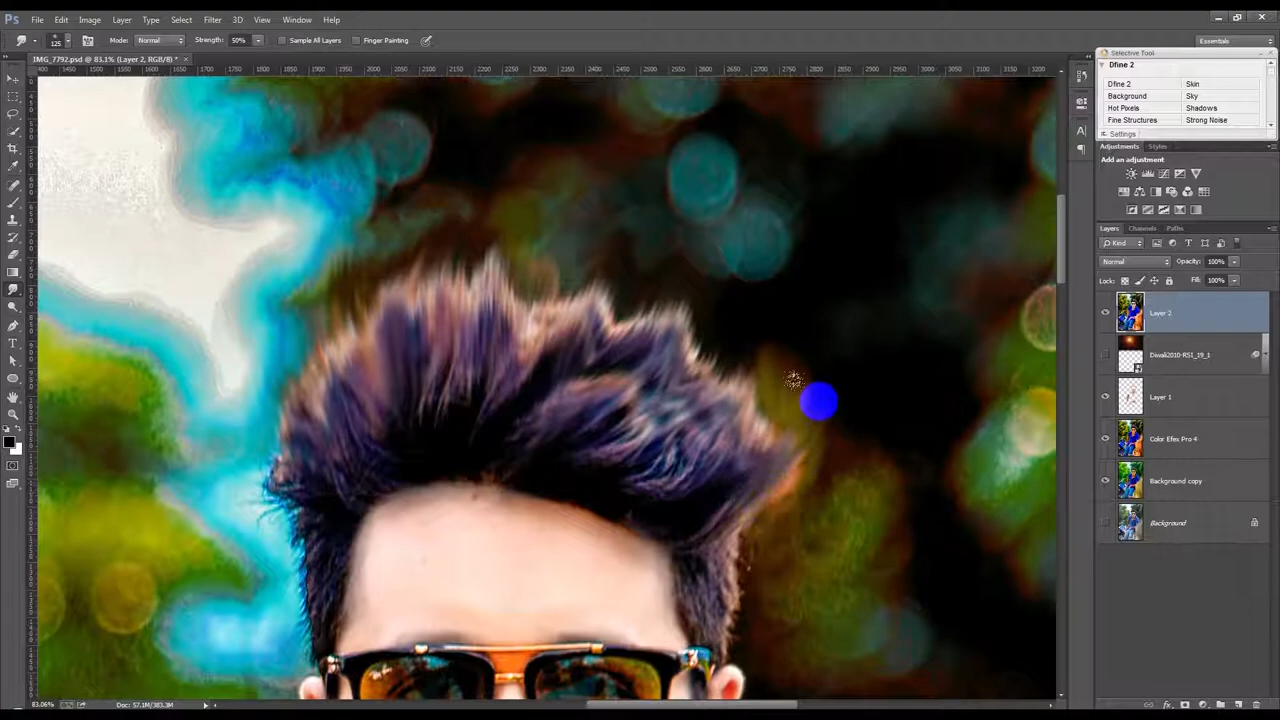 Ps File Edit Image Layer Type Select Filter 3D View Window Help
125 Mode: Normal Strength: 50% Sample All Layers Finger Painting Essentials
IMG_7792.psd @ 83.1% (Layer 2, RGB/8) *
Selective Tool
Dfine 2
Dfine 2 Skin
Background Sky
Hot Pixels Shadows
Fine Structures Strong Noise
Settings
Adjustments Styles
Add an adjustment
Layers Channels Paths
Kind
Normal Opacity: 100%
Lock: Fill: 100%
Layer 2
Diwali2010-RS1_19_1
Layer 1
Color Efex Pro 4
Background copy
Background
83.06% Doc: 57.1M/383.3M